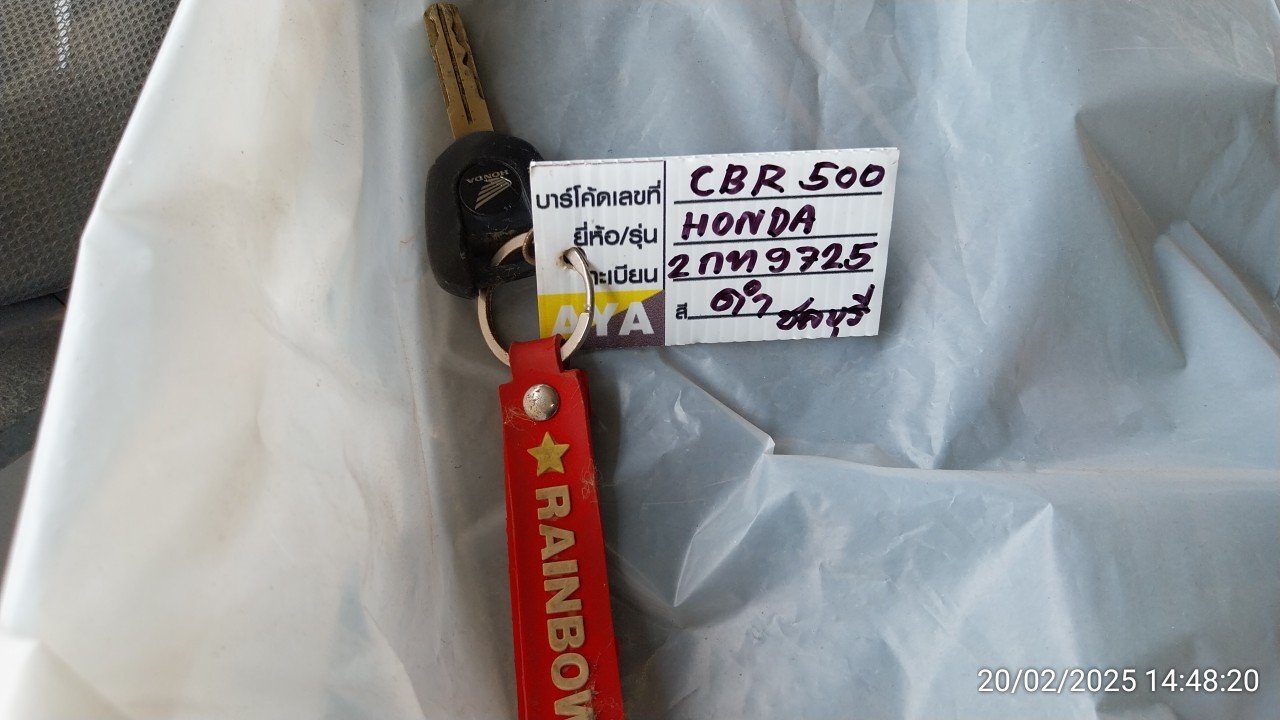 HONDA
บาร์โค้ดเลขที่ CBR 500
ยี่ห้อ/รุ่น HONDA
ะเบียน 2กท9725
AYA
สี ดำ ชลบุรี
RAINBOW
20/02/2025 14:48:20